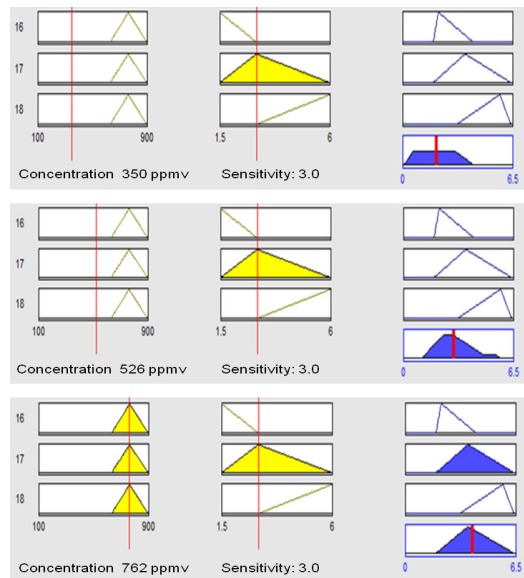 16
17
18
100 900 1.5 6
0 6.5
Concentration 350 ppmv Sensitivity: 3.0
16
17
18
100 900 1.5 6
0 6.5
Concentration 526 ppmv Sensitivity: 3.0
16
17
18
100 900 1.5 6
0 6.5
Concentration 762 ppmv Sensitivity: 3.0